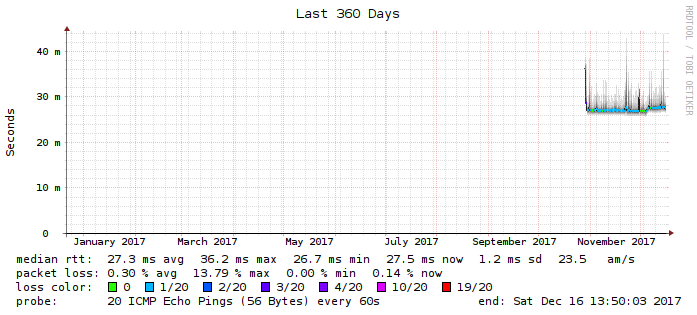 Last 360 Days
RRDTOOL / TOBI OETIKER
Seconds
40 m
30 m
20 m
10 m
0
January 2017 March 2017 May 2017 July 2017 September 2017 November 2017
median rtt: 27.3 ms avg 36.2 ms max 26.7 ms min 27.5 ms now 1.2 ms sd 23.5 am/s
packet loss: 0.30 % avg 13.79 % max 0.00 % min 0.14 % now
loss color: 0 1/20 2/20 3/20 4/20 10/20 19/20
probe: 20 ICMP Echo Pings (56 Bytes) every 60s end: Sat Dec 16 13:50:03 2017